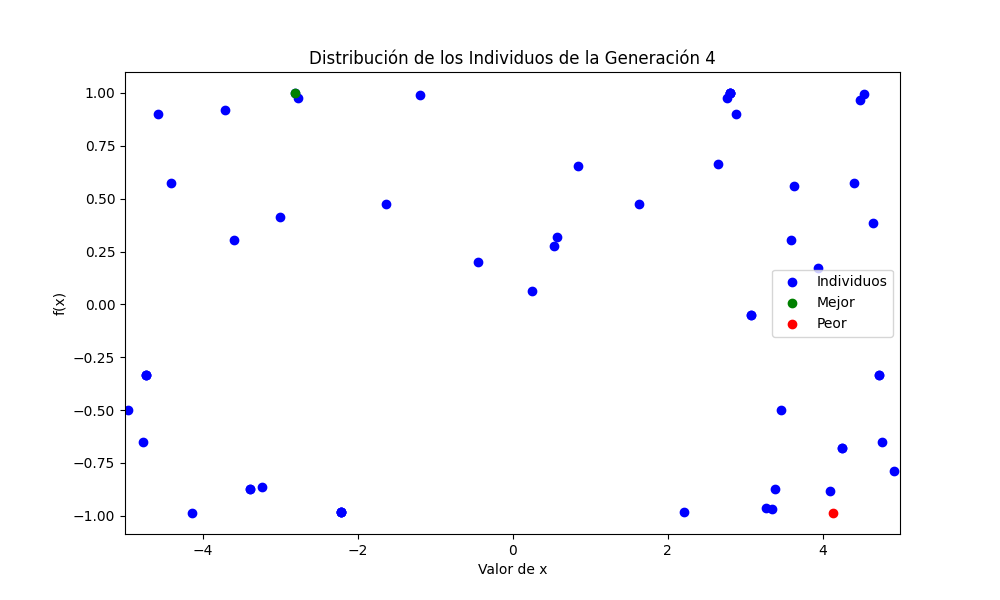 Distribución de los Individuos de la Generación 4
f(x)
1.00
0.75
0.50
0.25
0.00
−0.25
−0.50
−0.75
−1.00
Individuos
Mejor
Peor
−4
−2
0
2
4
Valor de x